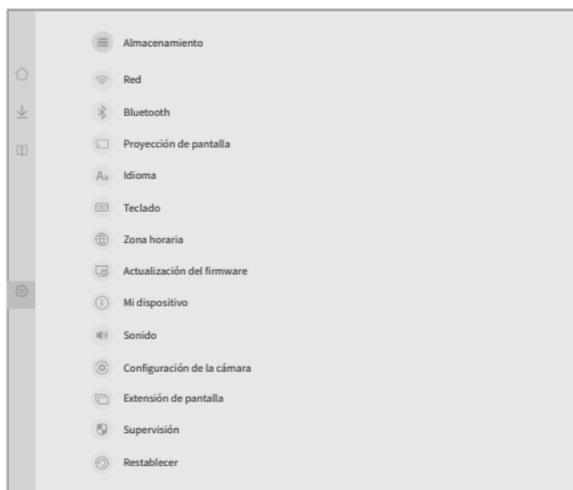 Almacenamiento
Red
Bluetooth
Proyección de pantalla
Aa Idioma
Teclado
Zona horaria
Actualización del firmware
Mi dispositivo
Sonido
Configuración de la cámara
Extensión de pantalla
Supervisión
Restablecer